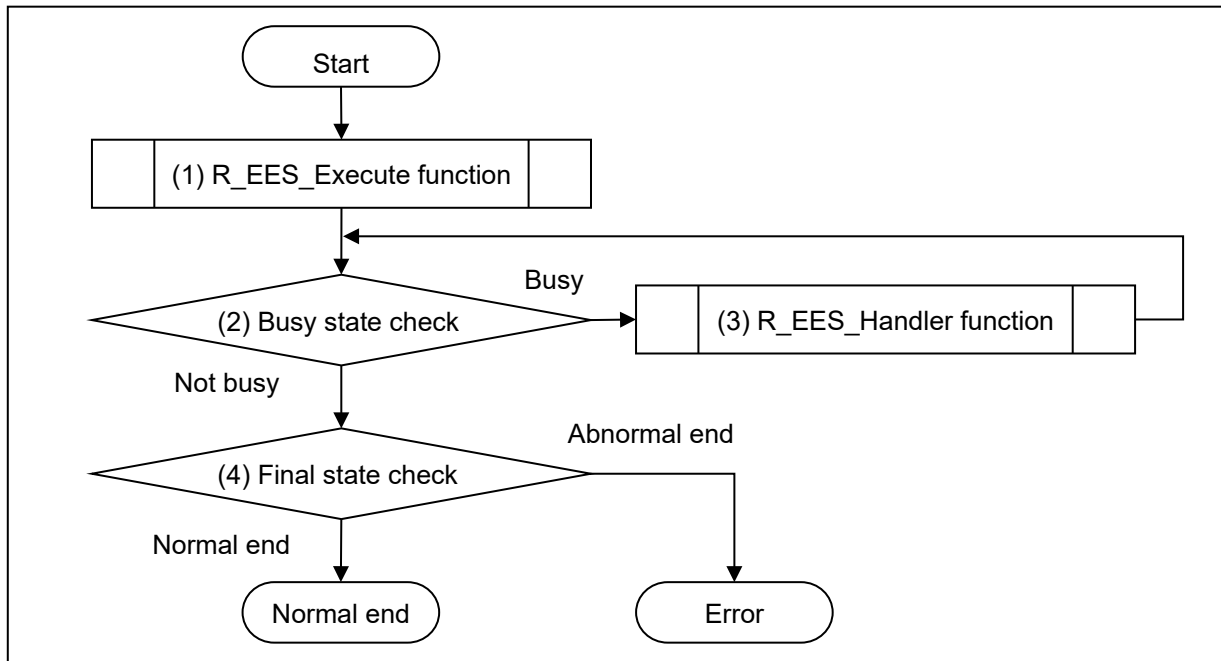 Start
(1) R_EES_Execute function
Busy
(2) Busy state check
(3) R_EES_Handler function
Not busy
Abnormal end
(4) Final state check
Normal end
Normal end
Error